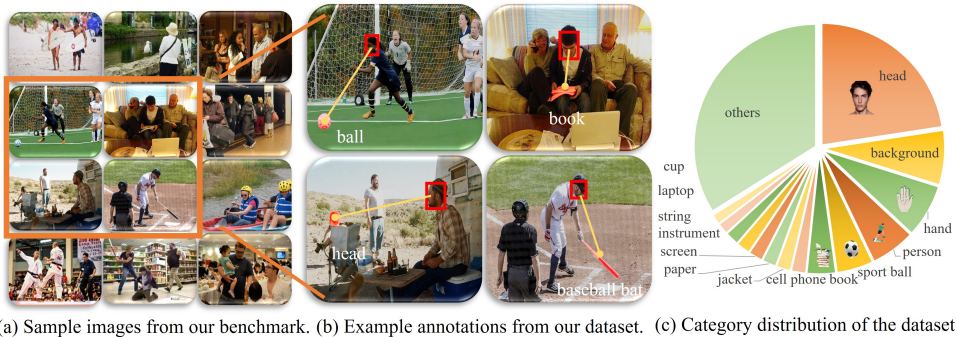 ball
book
head
baseball bat
others
head
background
hand
person
sport ball
book
cell phone
jacket
paper
screen
instrument
string
laptop
cup
(a) Sample images from our benchmark.
(b) Example annotations from our dataset.
(c) Category distribution of the dataset